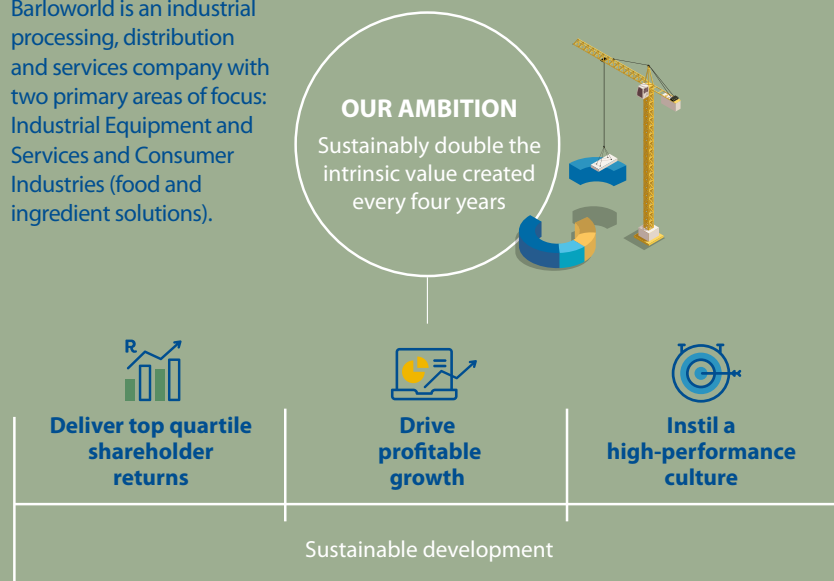 Barloworld is an industrial
processing, distribution
and services company with
two primary areas of focus:
Industrial Equipment and
Services and Consumer
Industries (food and
ingredient solutions).
OUR AMBITION
Sustainably double the
intrinsic value created
every four years
R
Deliver top quartile
shareholder
returns
Drive
profitable
growth
Instil a
high-performance
culture
Sustainable development